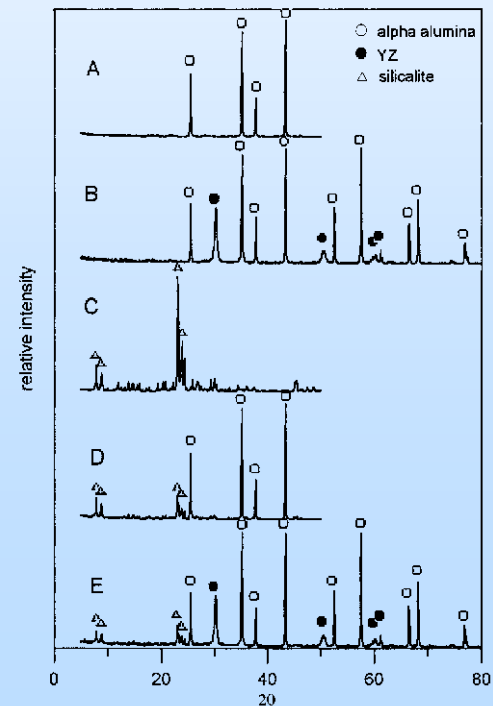 alpha alumina
YZ
silicalite
A
B
C
D
E
relative intensity
0 20 40 60 80
2θ